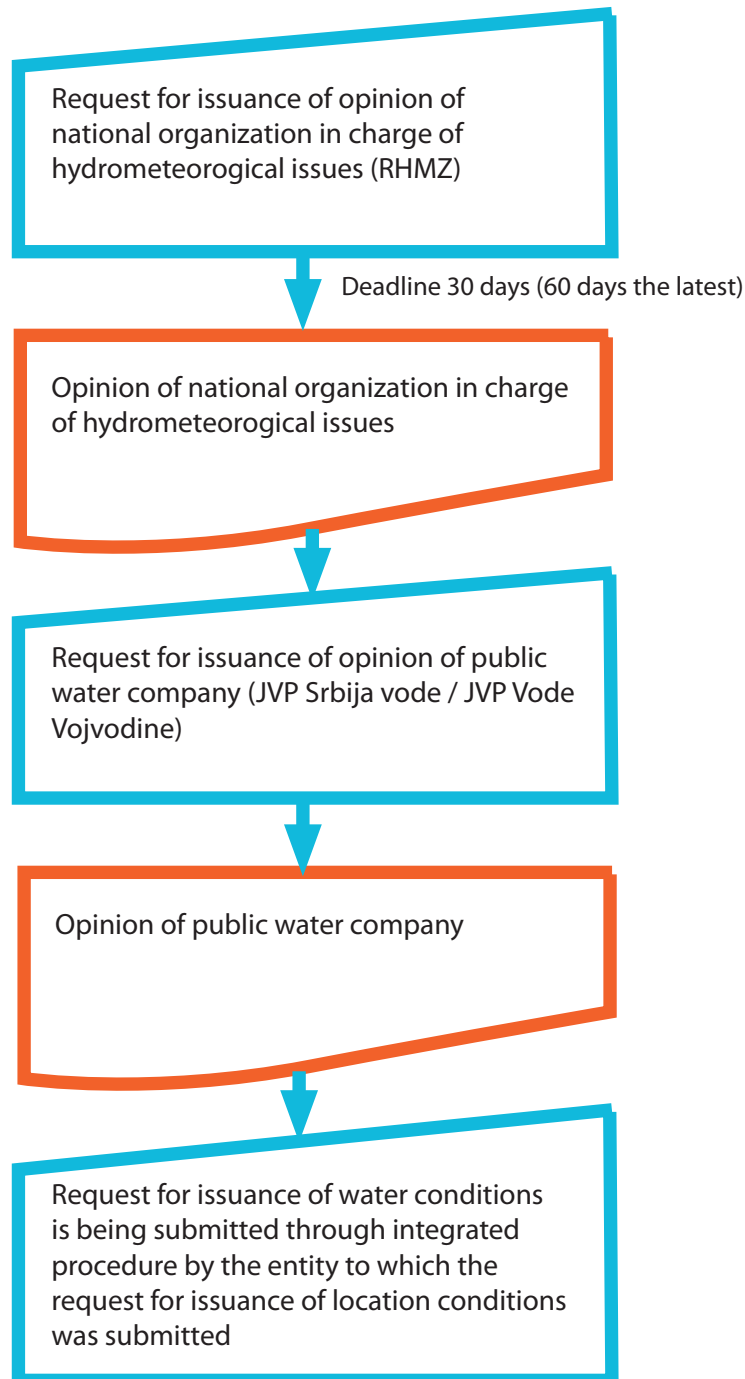 Request for issuance of opinion of
national organization in charge of
hydrometeorogical issues (RHMZ)
Deadline 30 days (60 days the latest)
Opinion of national organization in charge
of hydrometeorogical issues
Request for issuance of opinion of public
water company (JVP Srbija vode / JVP Vode
Vojvodine)
Opinion of public water company
Request for issuance of water conditions
is being submitted through integrated
procedure by the entity to which the
request for issuance of location conditions
was submitted